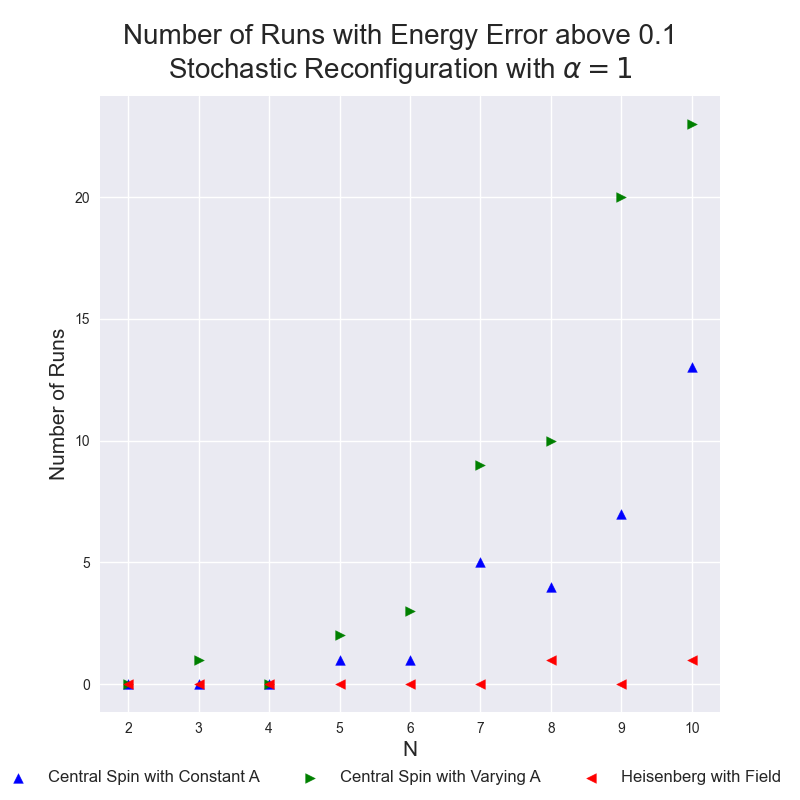 Number of Runs with Energy Error above 0.1
Stochastic Reconfiguration with α = 1
Number of Runs
20
15
10
5
0
2 3 4 5 6 7 8 9 10
N
Central Spin with Constant A Central Spin with Varying A Heisenberg with Field